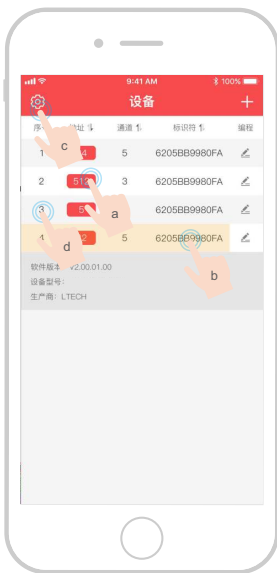 9:41 AM 100%
设备 +
序 地址 通道 标识符 编程
1 4 5 6205BB9980FA
c
2 512 3 6205BB9980FA
a
3 5 6205BB9980FA
d
5 6205BB9980FA
b
软件版本 V2.00.01.00
设备型号：
生产商：LTECH